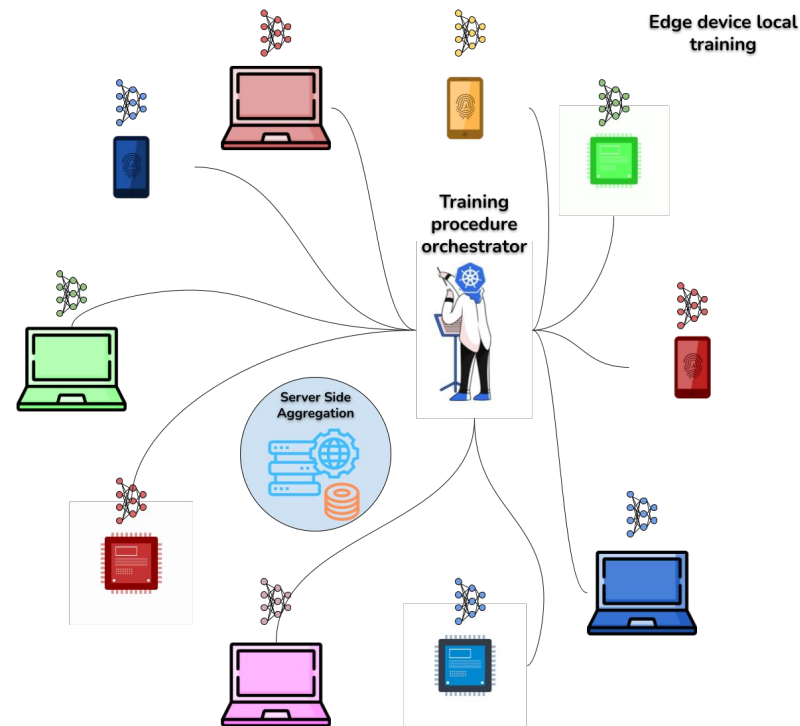 Edge device local
training
Training
procedure
orchestrator
Server Side
Aggregation